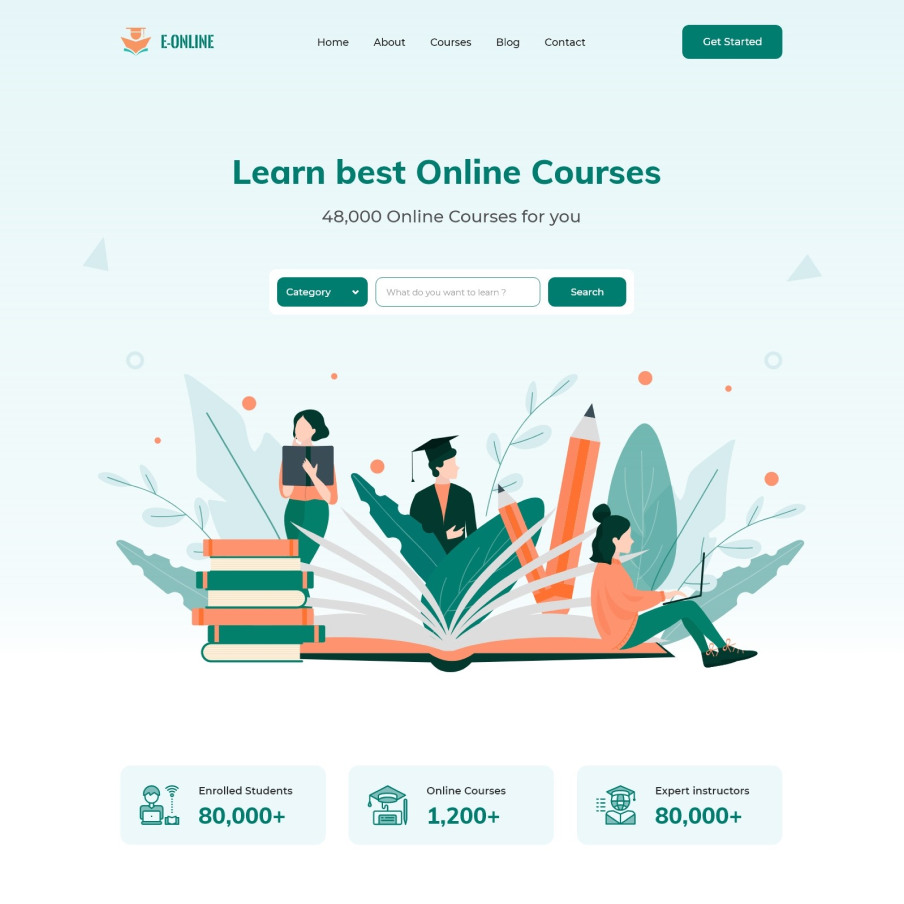 E-ONLINE
Home
About
Courses
Blog
Contact
Get Started
Learn best Online Courses
48,000 Online Courses for you
Category
What do you want to learn ?
Search
Enrolled Students
80,000+
Online Courses
1,200+
Expert instructors
80,000+